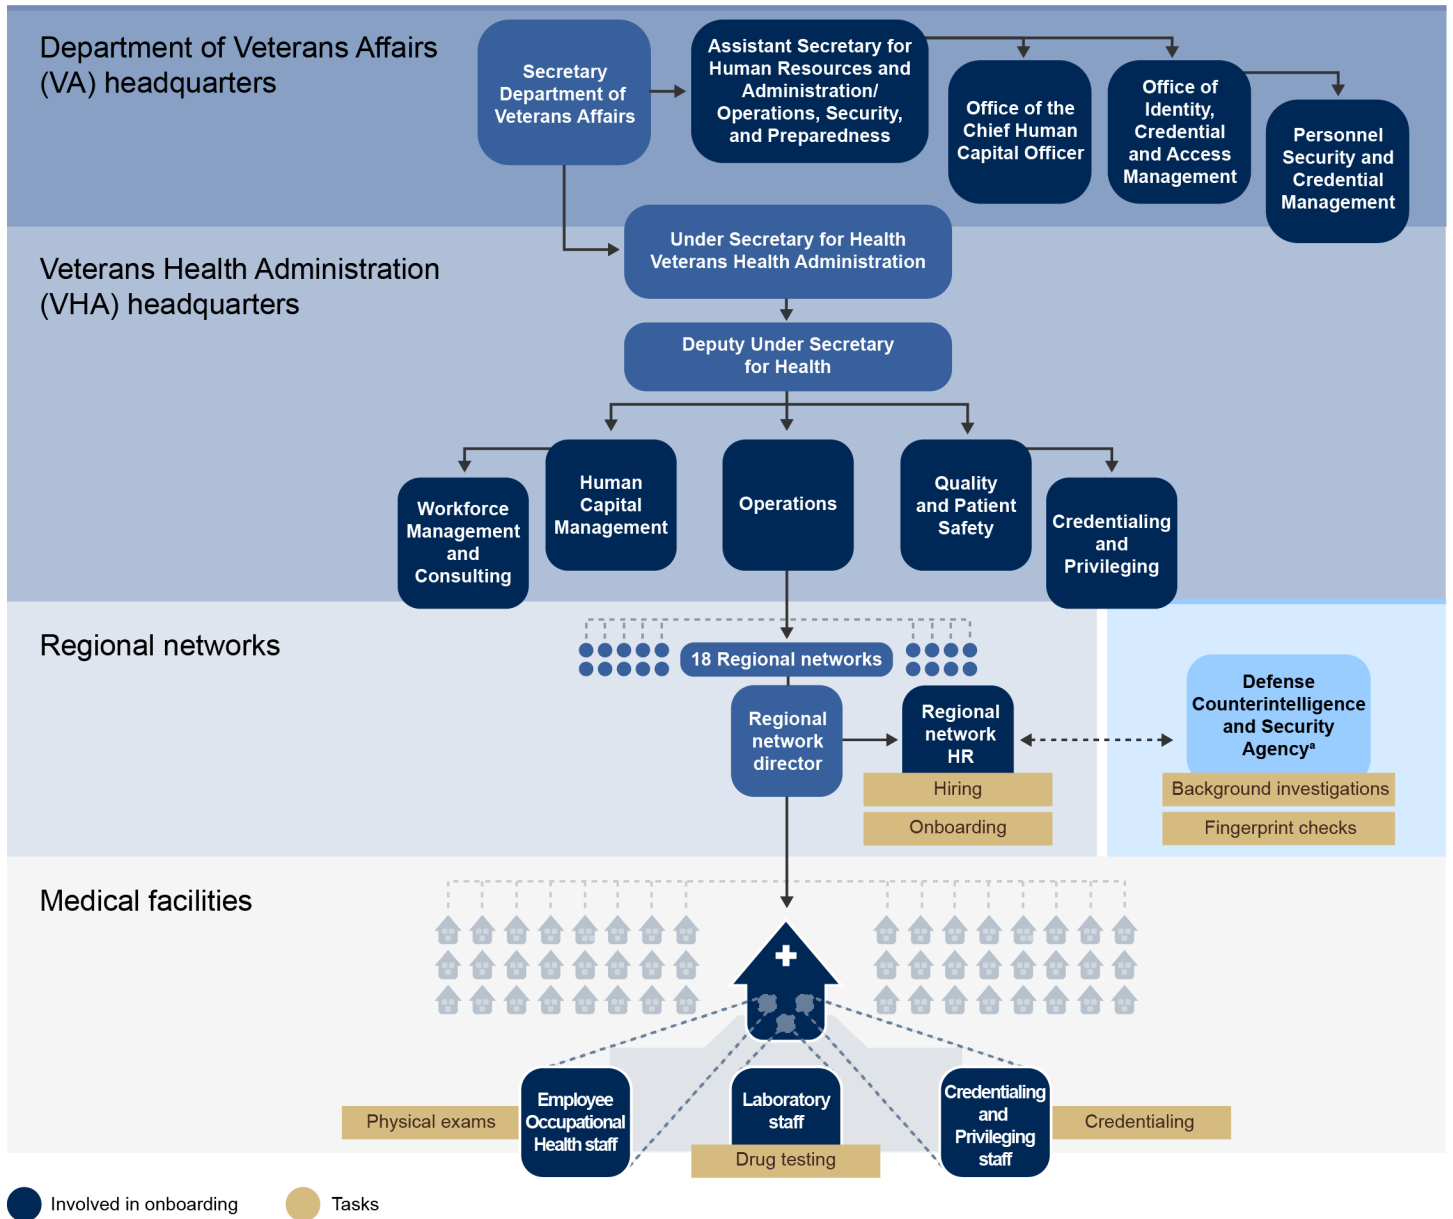 Department of Veterans Affairs
(VA) headquarters
Secretary
Department of
Veterans Affairs
Assistant Secretary for
Human Resources and
Administration/
Operations, Security,
and Preparedness
Office of the
Chief Human
Capital Officer
Office of
Identity,
Credential
and Access
Management
Personnel
Security and
Credential
Management
Veterans Health Administration
(VHA) headquarters
Under Secretary for Health
Veterans Health Administration
Deputy Under Secretary
for Health
Workforce
Management
and
Consulting
Human
Capital
Management
Operations
Quality
and Patient
Safety
Credentialing
and
Privileging
Regional networks
18 Regional networks
Regional
network
director
Regional
network
HR
Hiring
Onboarding
Defense
Counterintelligence
and Security
Agencyª
Background investigations
Fingerprint checks
Medical facilities
Physical exams
Employee
Occupational
Health staff
Laboratory
staff
Drug testing
Credentialing
and
Privileging
staff
Credentialing
Involved in onboarding
Tasks